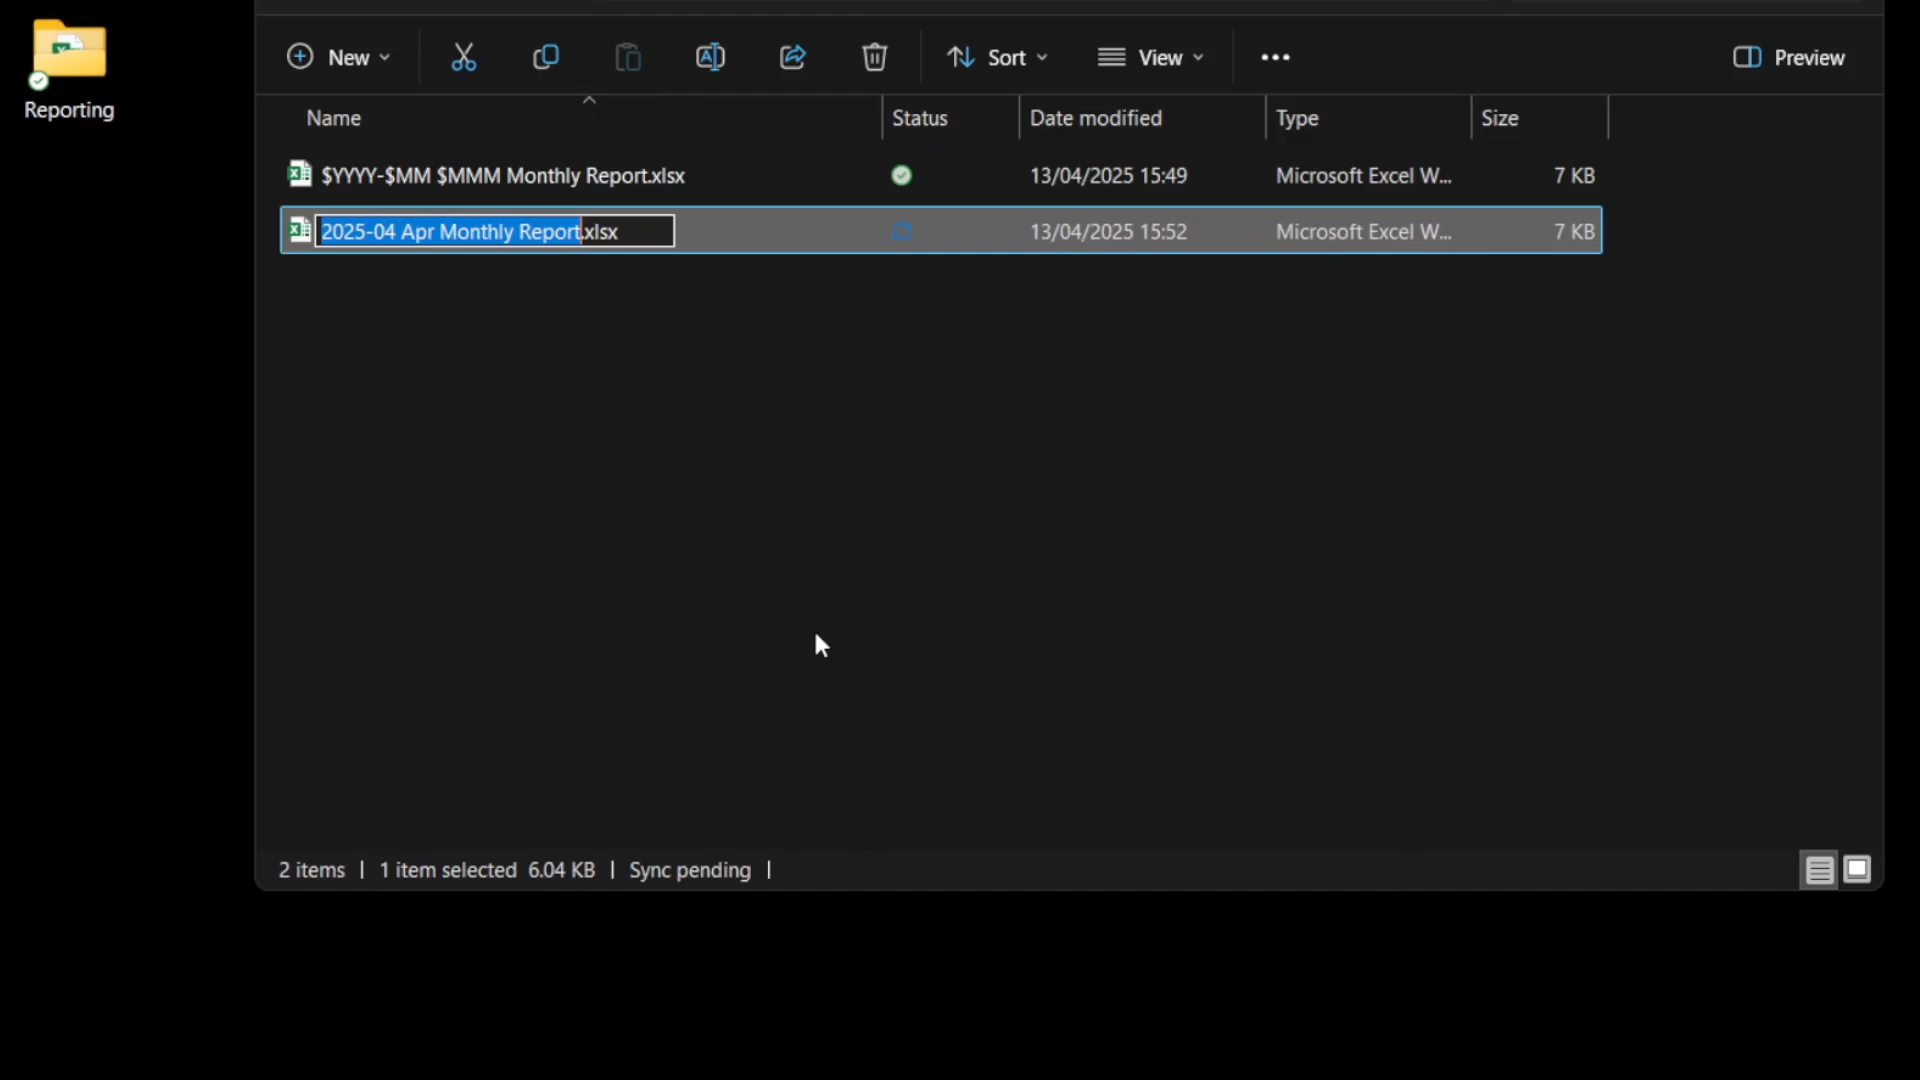 Reporting
New Sort View Preview
Name Status Date modified Type Size
$YYYY-$MM $MMM Monthly Report.xlsx 13/04/2025 15:49 Microsoft Excel W... 7 KB
2025-04 Apr Monthly Report.xlsx 13/04/2025 15:52 Microsoft Excel W... 7 KB
2 items | 1 item selected 6.04 KB | Sync pending |